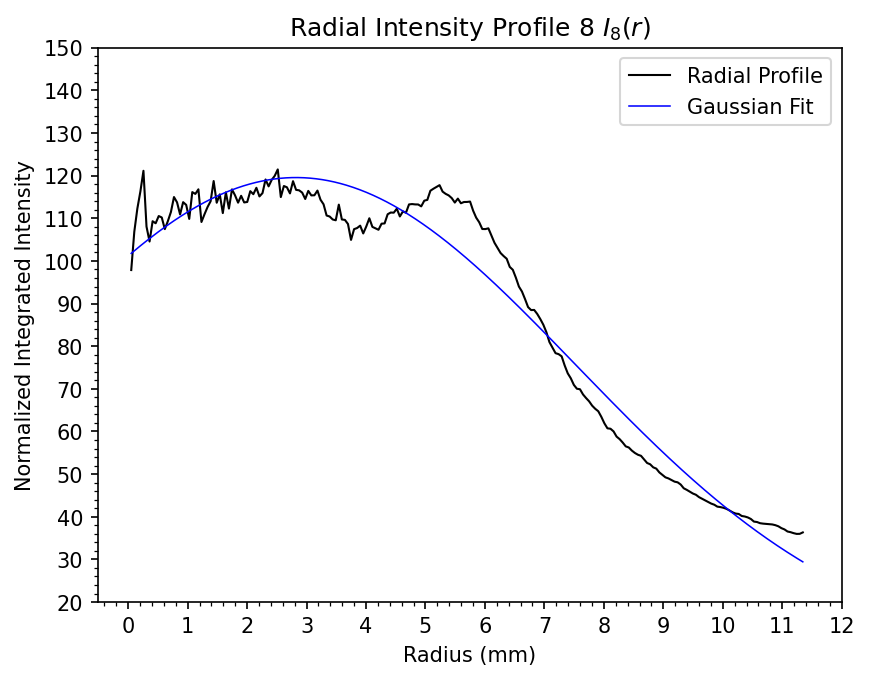 Radial Intensity Profile 8 I₈(r)
Radial Profile
Gaussian Fit
Normalized Integrated Intensity
150
140
130
120
110
100
90
80
70
60
50
40
30
20
0 1 2 3 4 5 6 7 8 9 10 11 12
Radius (mm)